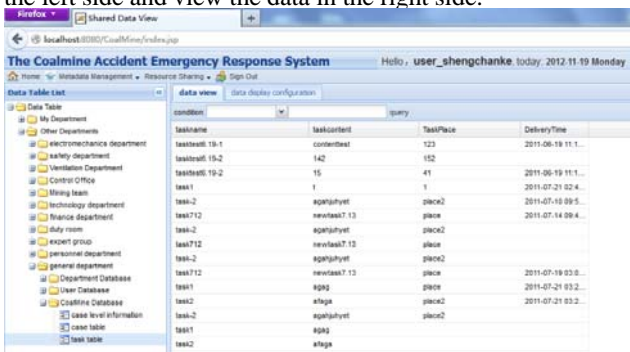 the left side and view the data in the right side.
Firefox
Shared Data View
localhost:8080/CoalMine/index.jsp
The Coalmine Accident Emergency Response System
Hello, user_shengchanke, today: 2012-11-19 Monday
Home Metadata Management Resource Sharing Sign Out
Data Table List
data view data display configuration
Data Table
condition query
My Department
Other Departments
electromechanics department
safety department
Ventilation Department
Control Office
Mining team
technology department
finance department
duty room
expert group
personnel department
general department
Department Database
User Database
CoalMine Database
case level information
case table
task table
taskname taskcontent TaskPlace DeliveryTime
tasktest6.19-1 contenttest 123 2011-06-19 11:1...
tasktest6.19-2 142 152
tasktest6.19-2 15 41 2011-06-19 11:1...
task1 t 1 2011-07-21 02:4...
task-2 agahjuhyet place2 2011-07-18 09:5...
task712 newtask7.13 place 2011-07-14 09:4...
task-2 agahjuhyet place2
task712 newtask7.13 place
task-2 agahjuhyet place2
task712 newtask7.13 place 2011-07-19 03:0...
task1 agag place 2011-07-21 03:2...
task2 afaga place2 2011-07-21 03:2...
task-2 agahjuhyet place2
task1 agag
task2 afaga